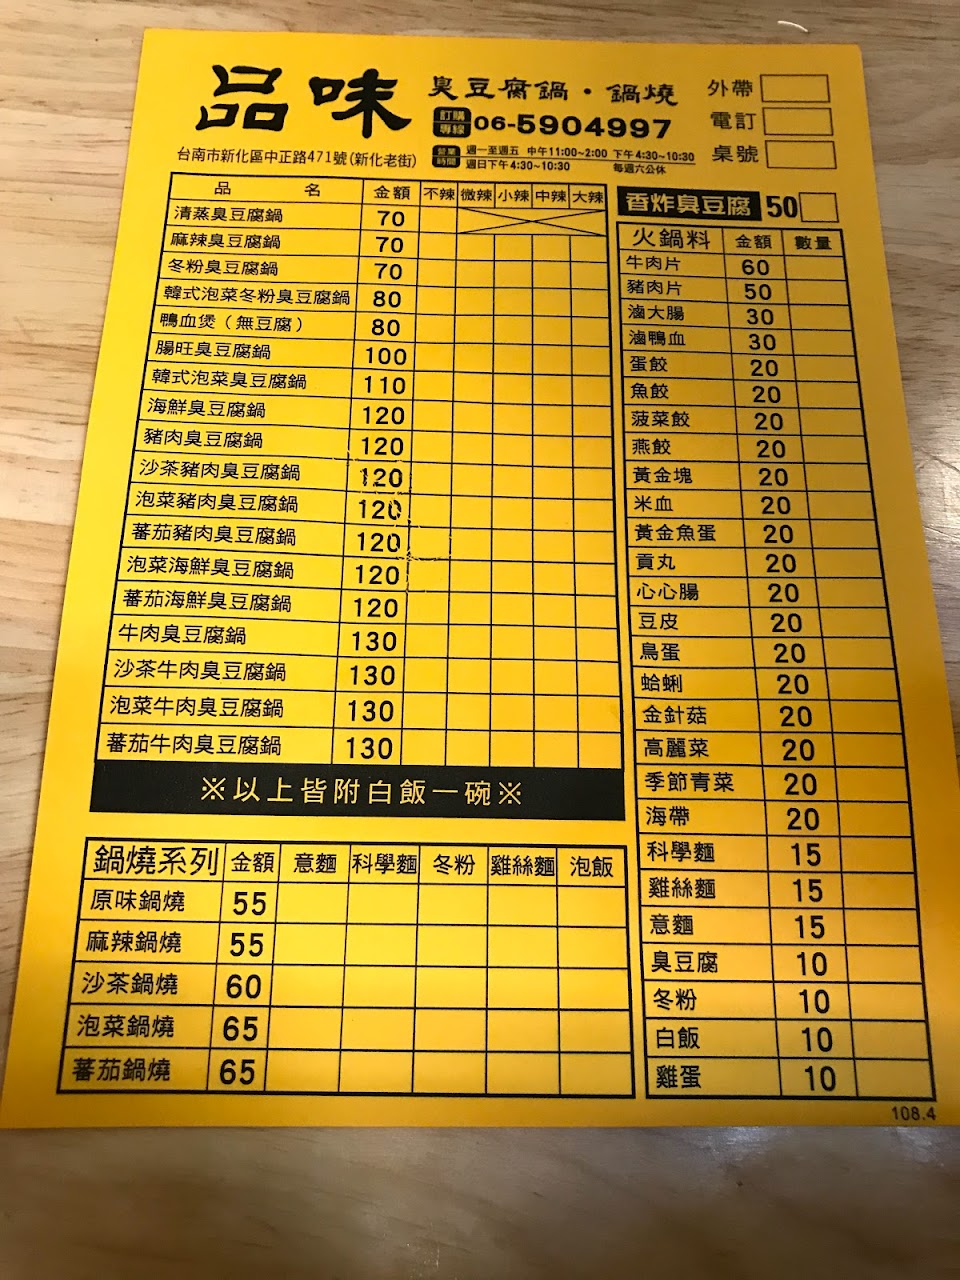 品味 臭豆腐鍋・鍋燒
訂購專線 06-5904997
台南市新化區中正路471號(新化老街)
營業時間 週一至週五 中午11:00~2:00 下午4:30~10:30
週日下午4:30~10:30 每週六公休
外帶
電訂
桌號
品名 金額 不辣 微辣 小辣 中辣 大辣
清蒸臭豆腐鍋 70
麻辣臭豆腐鍋 70
冬粉臭豆腐鍋 70
韓式泡菜冬粉臭豆腐鍋 80
鴨血煲(無豆腐) 80
腸旺臭豆腐鍋 100
韓式泡菜臭豆腐鍋 110
海鮮臭豆腐鍋 120
豬肉臭豆腐鍋 120
沙茶豬肉臭豆腐鍋 120
泡菜豬肉臭豆腐鍋 120
蕃茄豬肉臭豆腐鍋 120
泡菜海鮮臭豆腐鍋 120
蕃茄海鮮臭豆腐鍋 120
牛肉臭豆腐鍋 130
沙茶牛肉臭豆腐鍋 130
泡菜牛肉臭豆腐鍋 130
蕃茄牛肉臭豆腐鍋 130
※以上皆附白飯一碗※
鍋燒系列 金額 意麵 科學麵 冬粉 雞絲麵 泡飯
原味鍋燒 55
麻辣鍋燒 55
沙茶鍋燒 60
泡菜鍋燒 65
蕃茄鍋燒 65
香炸臭豆腐 50
火鍋料 金額 數量
牛肉片 60
豬肉片 50
滷大腸 30
滷鴨血 30
蛋餃 20
魚餃 20
菠菜餃 20
燕餃 20
黃金塊 20
米血 20
黃金魚蛋 20
貢丸 20
心心腸 20
豆皮 20
鳥蛋 20
蛤蜊 20
金針菇 20
高麗菜 20
季節青菜 20
海帶 20
科學麵 15
雞絲麵 15
意麵 15
臭豆腐 10
冬粉 10
白飯 10
雞蛋 10
108.4